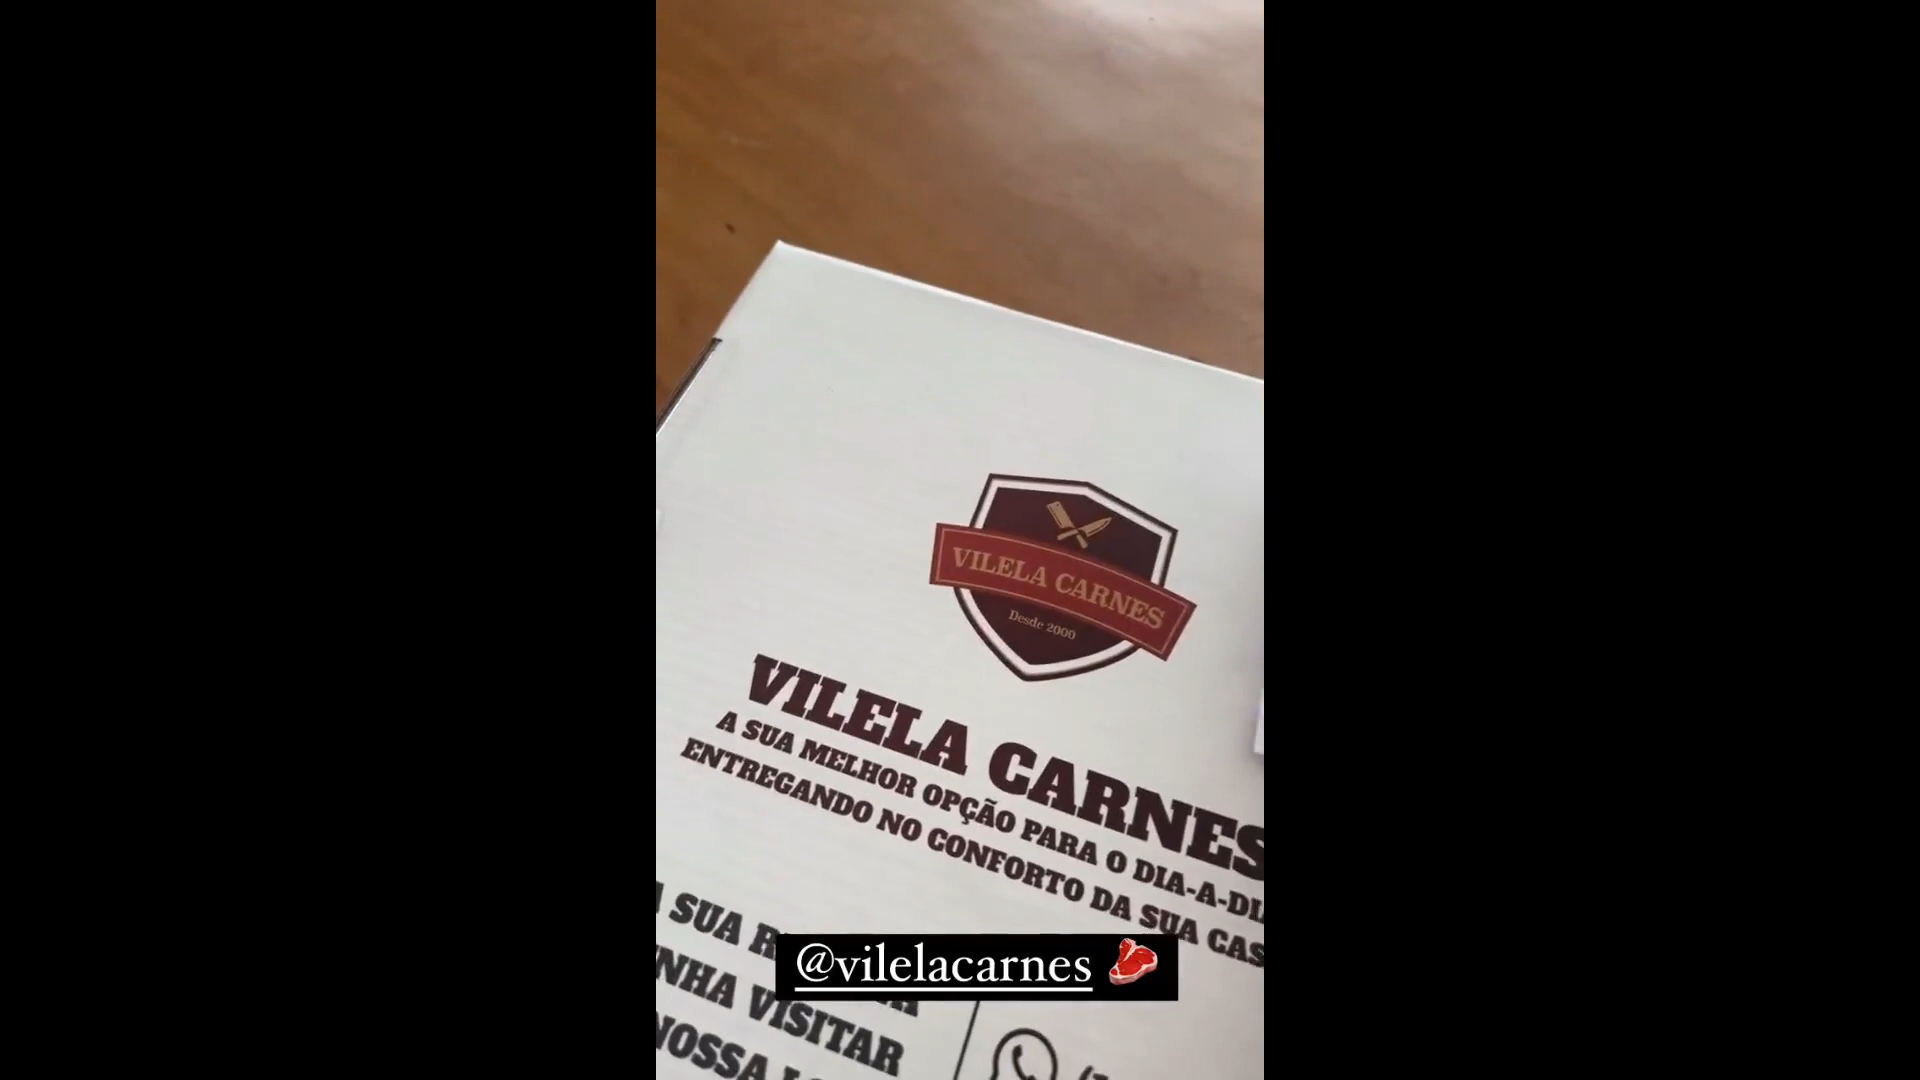 VILELA CARNES
Desde 2000
VILELA CARNES
A SUA MELHOR OPÇÃO PARA O DIA-A-DI
ENTREGANDO NO CONFORTO DA SUA CAS
SUA
@vilelacarnes
VISITAR
NOSSA